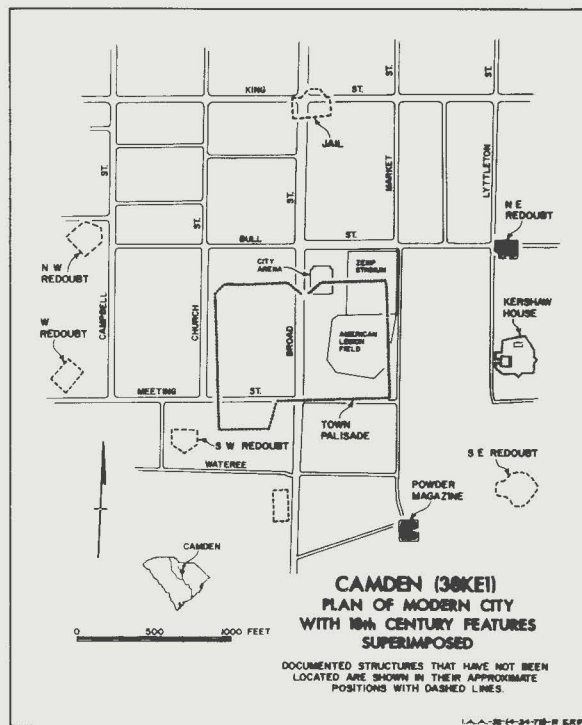 ST.
ST.
KING
ST.
JAIL
ST.
ST.
ST.
MARKET
LYTTLETON
N E
REDOUBT
BULL
ST.
CITY
ARENA
ZEMP
STADIUM
N W
REDOUBT
KERSHAW
HOUSE
W
REDOUBT
CAMPBELL
CHURCH
BROAD
AMERICAN
LEGION
FIELD
MEETING
ST.
TOWN
PALISADE
S W REDOUBT
WATEREE
S E REDOUBT
POWDER
MAGAZINE
CAMDEN
0 500 1000 FEET
CAMDEN (38KE1)
PLAN OF MODERN CITY
WITH 18th CENTURY FEATURES
SUPERIMPOSED
DOCUMENTED STRUCTURES THAT HAVE NOT BEEN
LOCATED ARE SHOWN IN THEIR APPROXIMATE
POSITIONS WITH DASHED LINES.